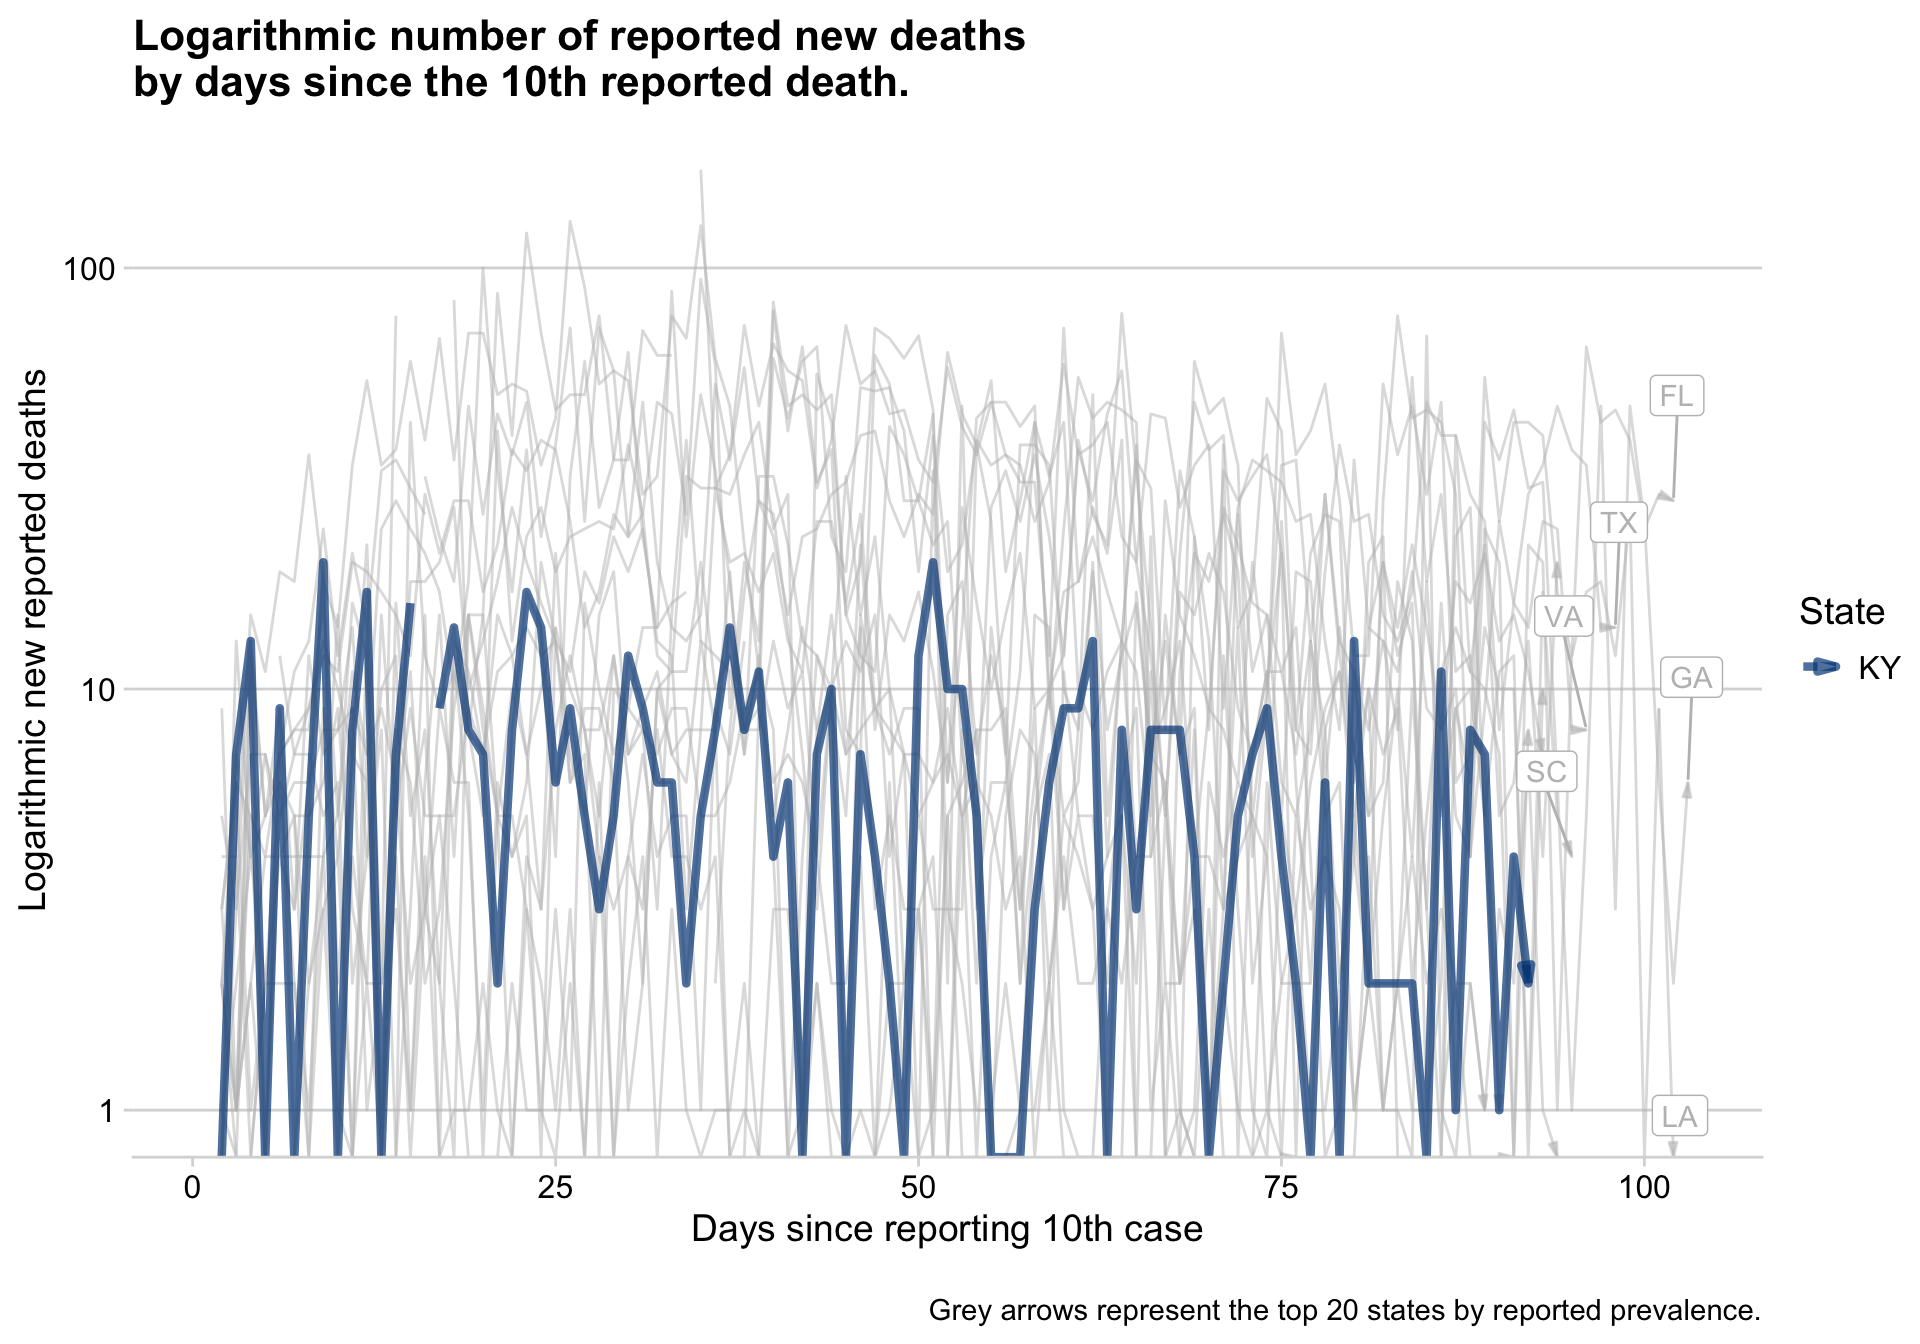 Logarithmic number of reported new deaths
by days since the 10th reported death.
Logarithmic new reported deaths
100
10
1
FL
TX
VA
GA
SC
LA
State
KY
0
25
50
75
100
Days since reporting 10th case
Grey arrows represent the top 20 states by reported prevalence.